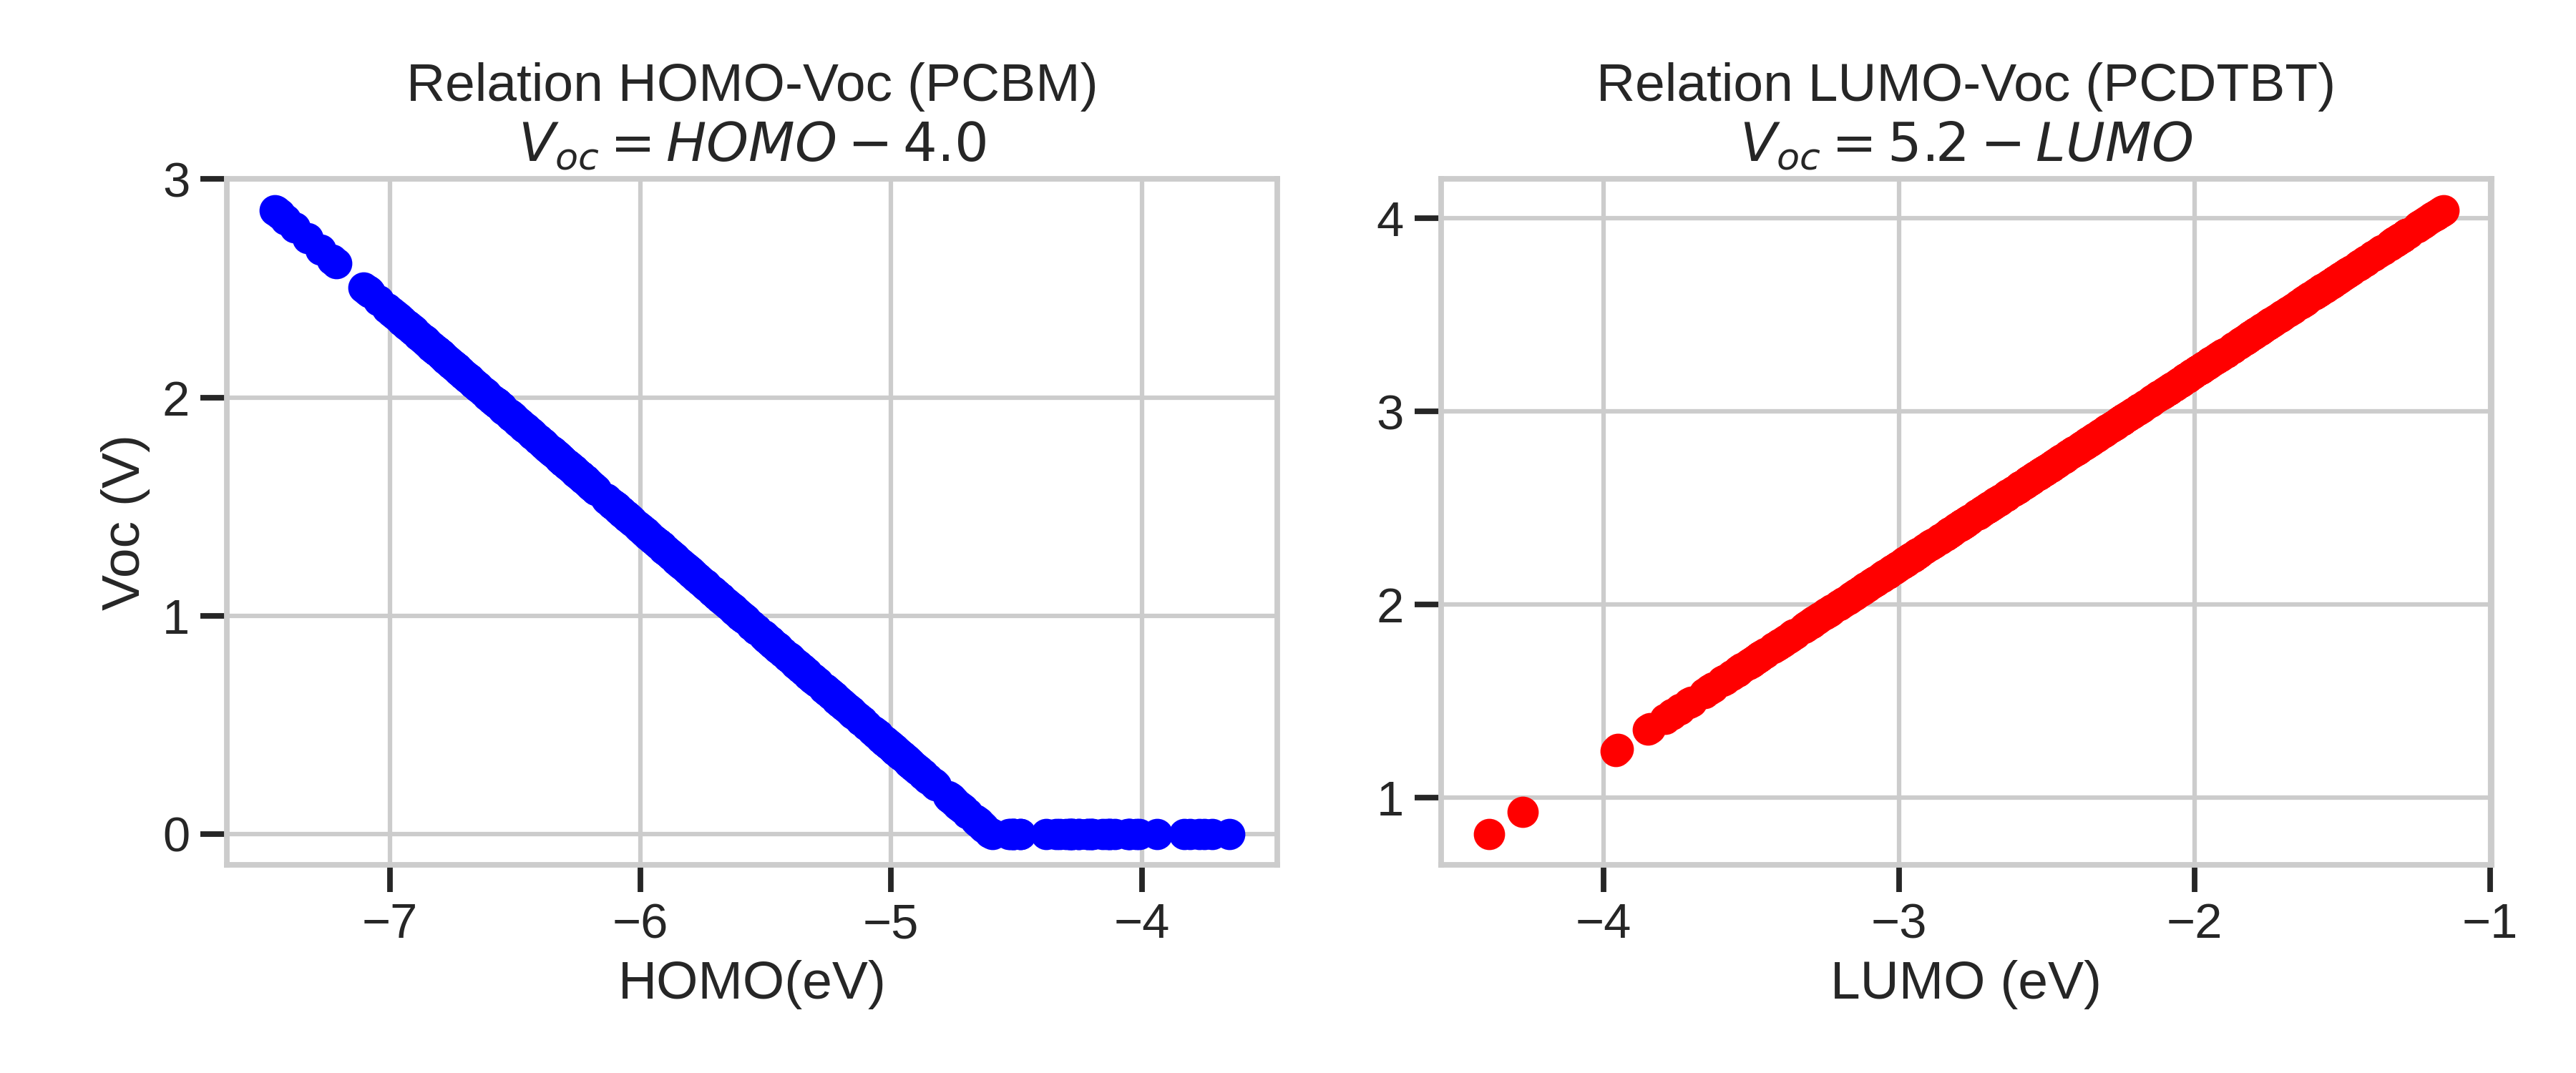 Relation HOMO-Voc (PCBM)
V_oc = HOMO − 4.0
3
2
1
0
Voc (V)
−7 −6 −5 −4
HOMO(eV)
Relation LUMO-Voc (PCDTBT)
V_oc = 5.2 − LUMO
4
3
2
1
−4 −3 −2 −1
LUMO (eV)